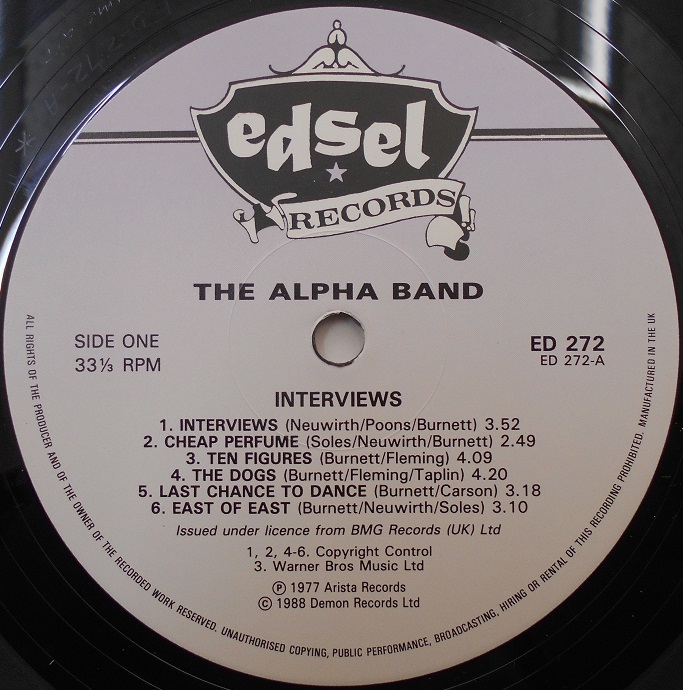 edsel
RECORDS
THE ALPHA BAND
SIDE ONE
33⅓ RPM
ED 272
ED 272-A
INTERVIEWS
1. INTERVIEWS (Neuwirth/Poons/Burnett) 3.52
2. CHEAP PERFUME (Soles/Neuwirth/Burnett) 2.49
3. TEN FIGURES (Burnett/Fleming) 4.09
4. THE DOGS (Burnett/Fleming/Taplin) 4.20
5. LAST CHANCE TO DANCE (Burnett/Carson) 3.18
6. EAST OF EAST (Burnett/Neuwirth/Soles) 3.10
Issued under licence from BMG Records (UK) Ltd
1, 2, 4-6. Copyright Control
3. Warner Bros Music Ltd
℗ 1977 Arista Records
© 1988 Demon Records Ltd
ALL RIGHTS OF THE PRODUCER AND OF THE OWNER OF THE RECORDED WORK RESERVED. UNAUTHORISED COPYING, PUBLIC PERFORMANCE, BROADCASTING, HIRING OR RENTAL OF THIS RECORDING PROHIBITED. MANUFACTURED IN THE UK